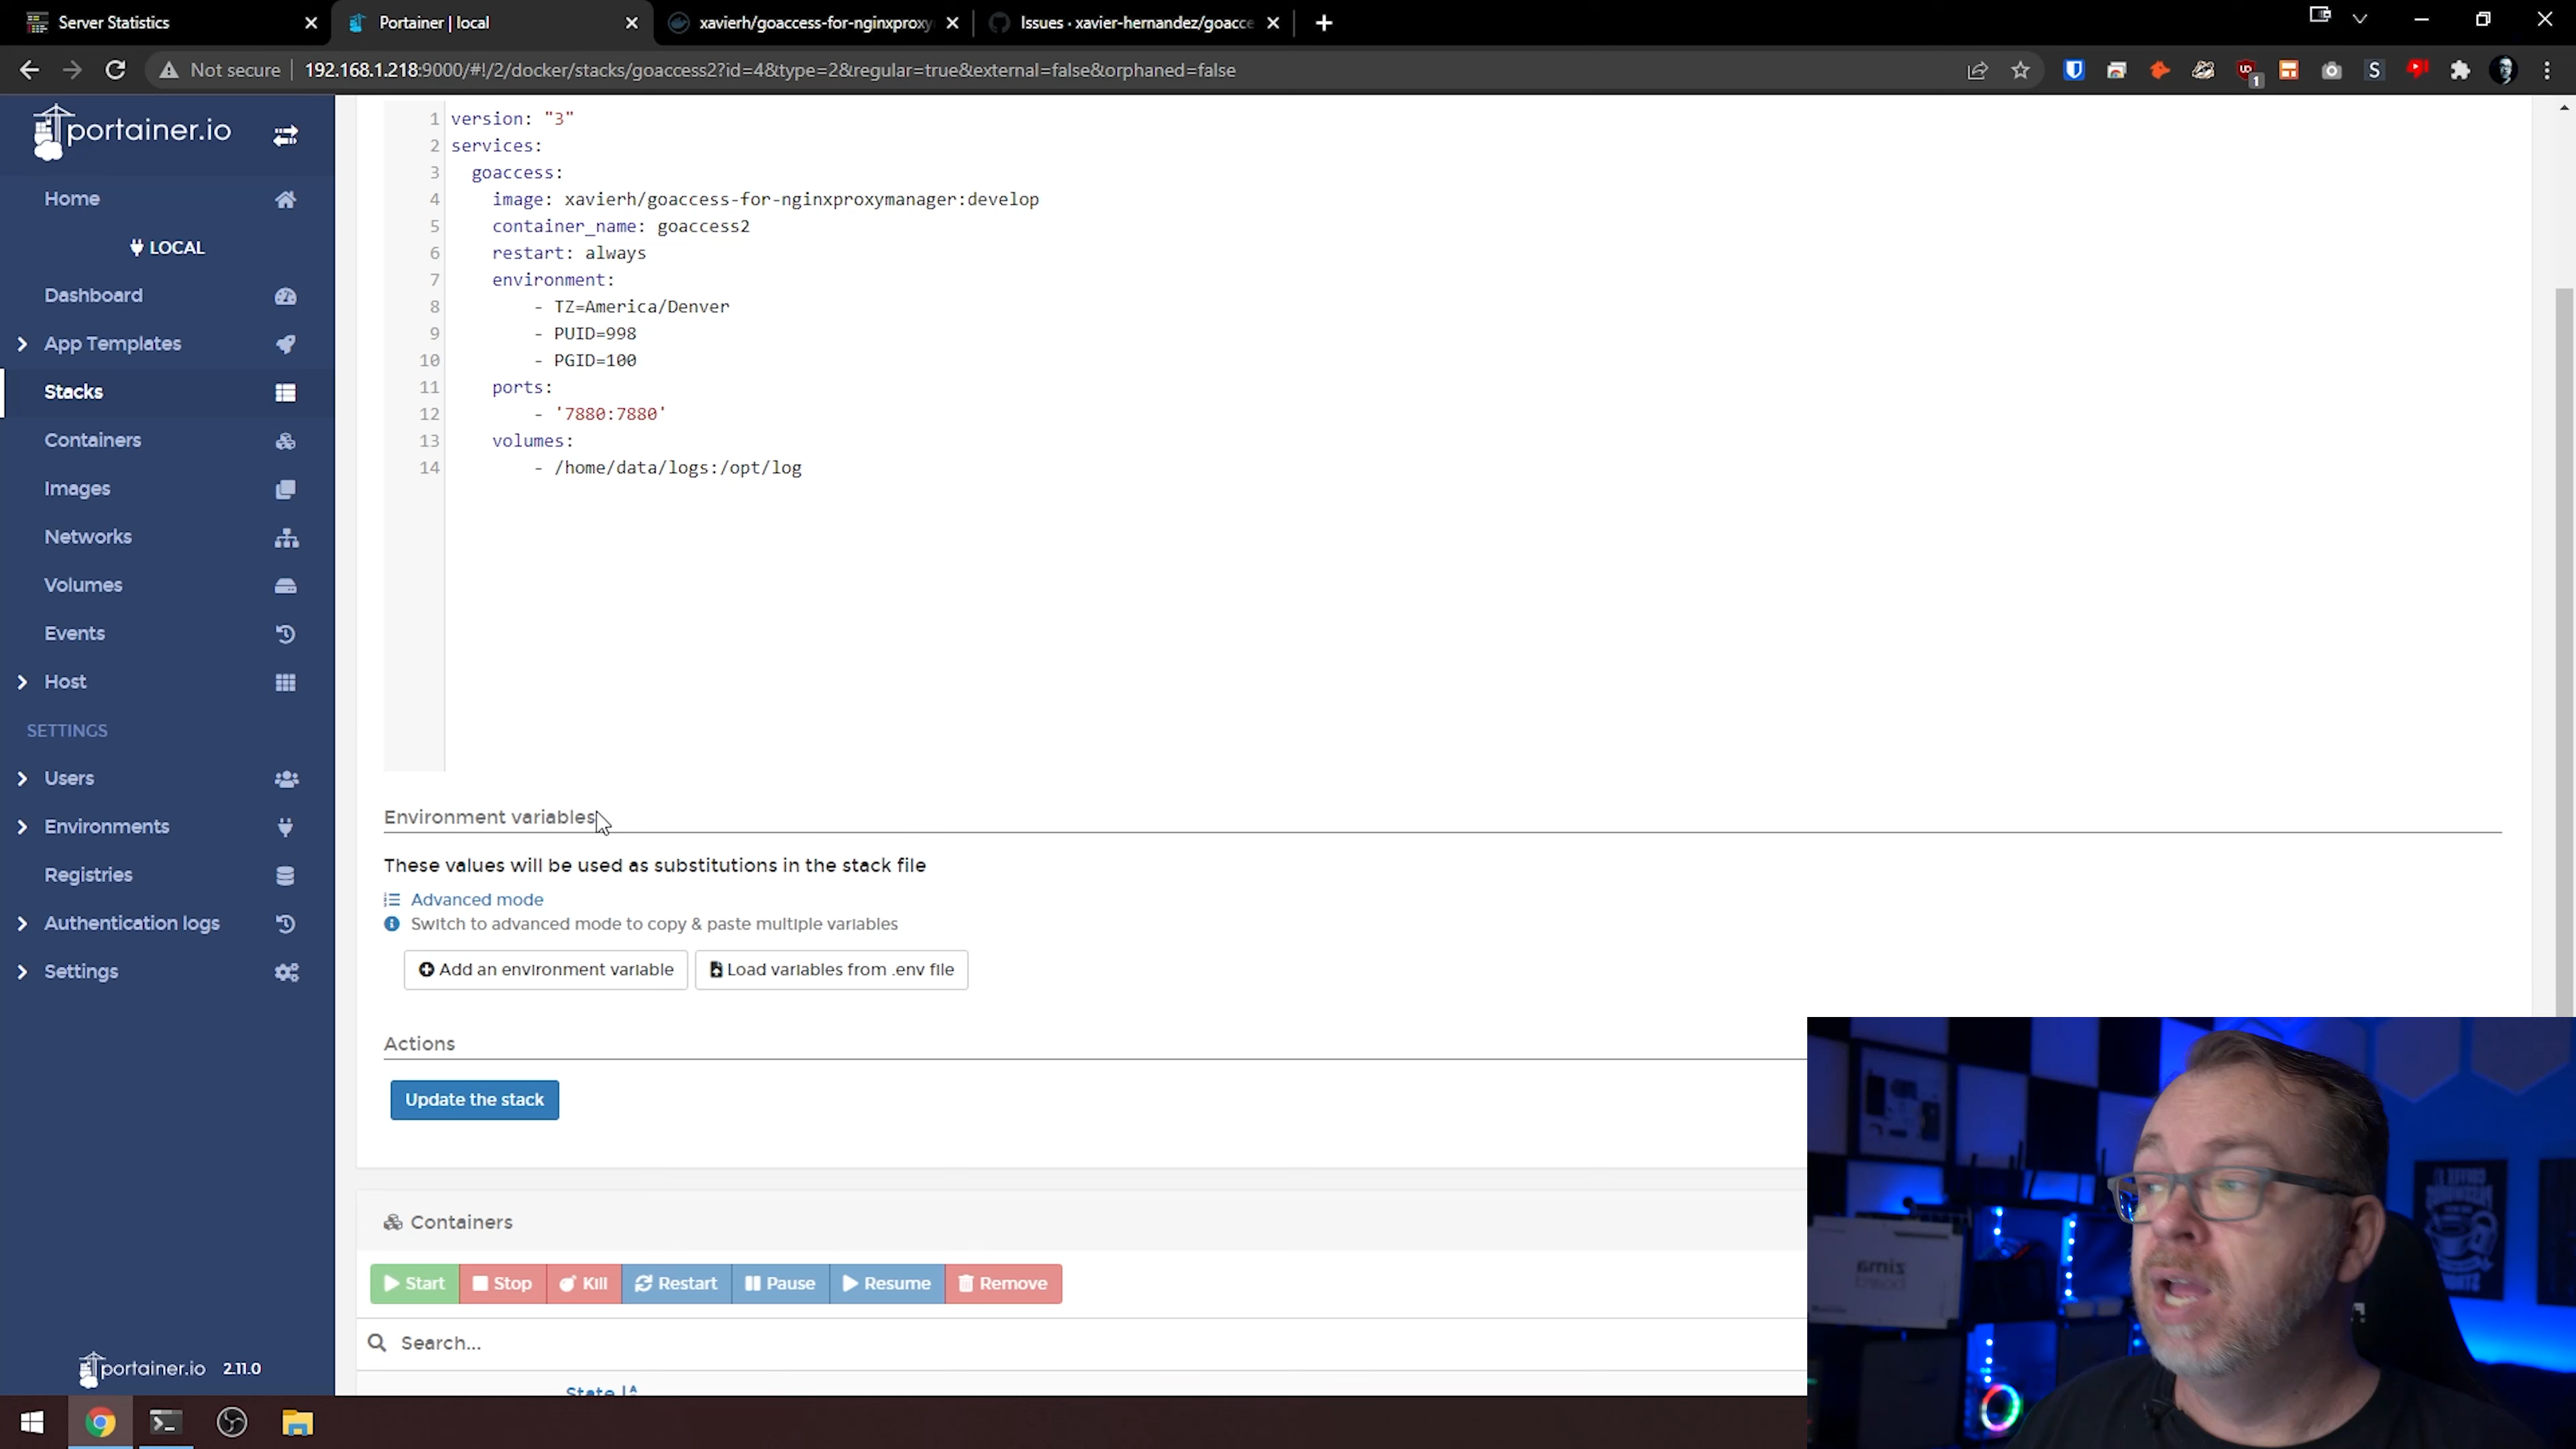 Server Statistics
Portainer | local
xavierh/goaccess-for-nginxproxy
Issues · xavier-hernandez/goacce
Not secure
192.168.1.218:9000/#!/2/docker/stacks/goaccess2?id=4&type=2&regular=true&external=false&orphaned=false
portainer.io
Home
LOCAL
Dashboard
App Templates
Stacks
Containers
Images
Networks
Volumes
Events
Host
SETTINGS
Users
Environments
Registries
Authentication logs
Settings
portainer.io 2.11.0
1 version: "3"
2 services:
3 goaccess:
4 image: xavierh/goaccess-for-nginxproxymanager:develop
5 container_name: goaccess2
6 restart: always
7 environment:
8 - TZ=America/Denver
9 - PUID=998
10 - PGID=100
11 ports:
12 - '7880:7880'
13 volumes:
14 - /home/data/logs:/opt/log
Environment variables
These values will be used as substitutions in the stack file
Advanced mode
Switch to advanced mode to copy & paste multiple variables
Add an environment variable
Load variables from .env file
Actions
Update the stack
Containers
Start
Stop
Kill
Restart
Pause
Resume
Remove
Search...
State
zima
board